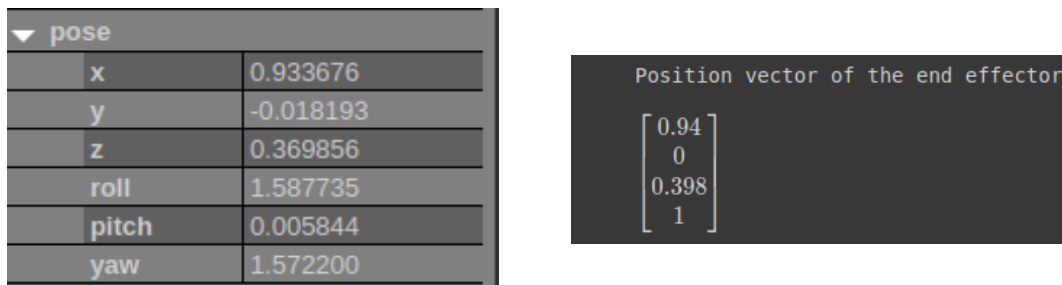 pose
x 0.933676
y -0.018193
z 0.369856
roll 1.587735
pitch 0.005844
yaw 1.572200
Position vector of the end effector
0.94
0
0.398
1